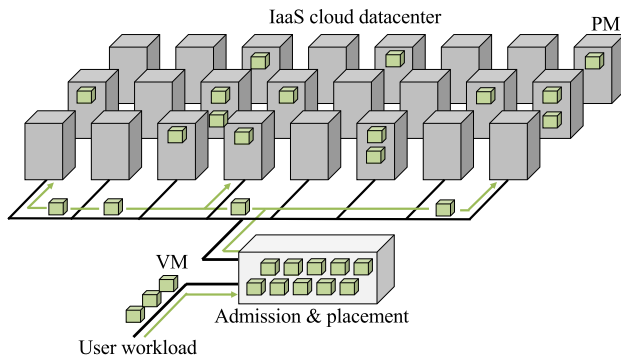 IaaS cloud datacenter
PM
VM
Admission & placement
User workload